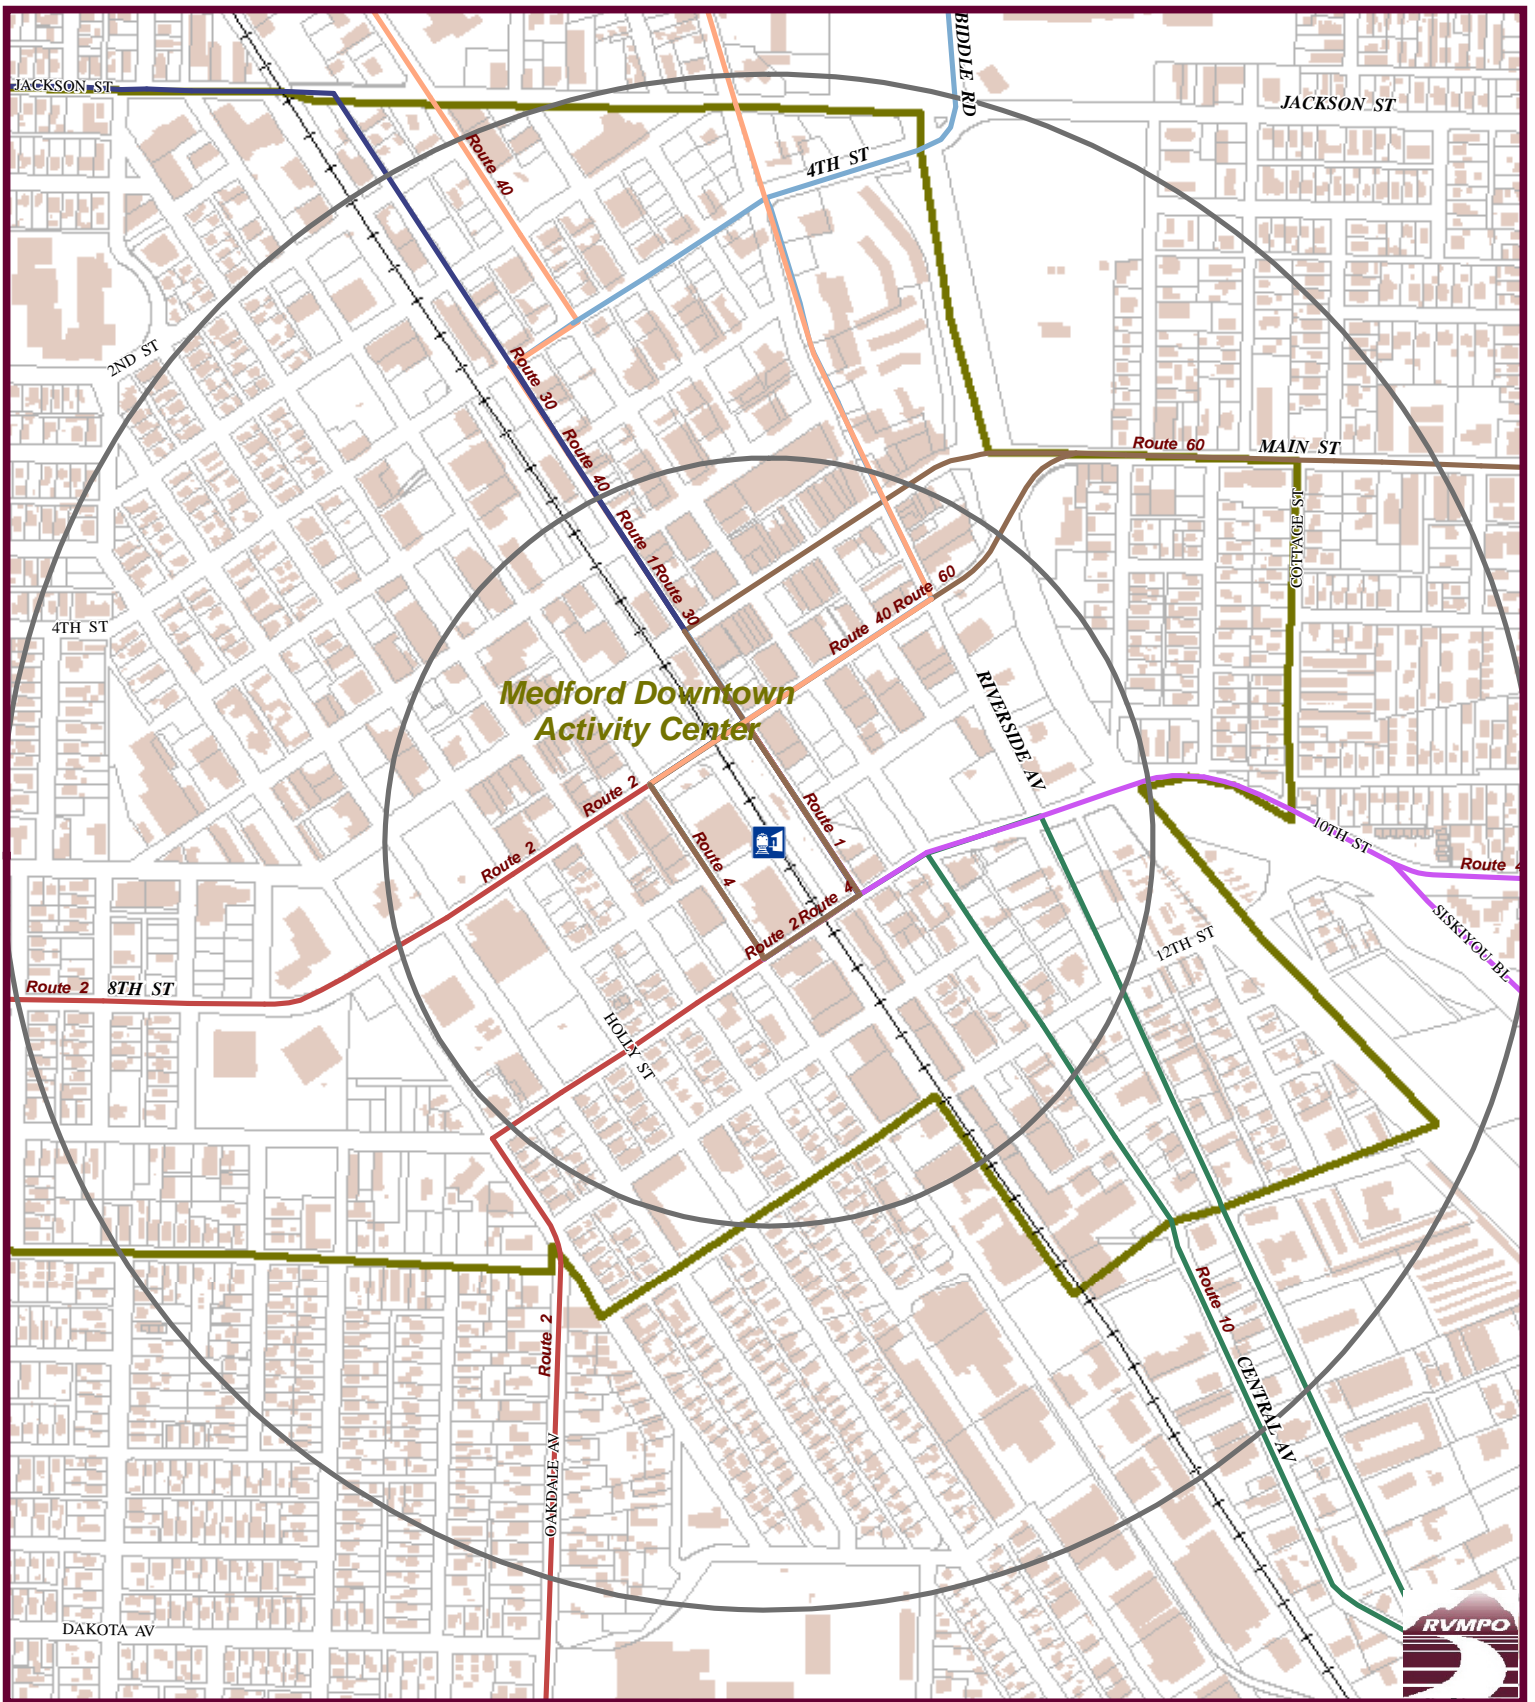 BIDDLE RD
JACKSON ST
JACKSON ST
Route 40
4TH ST
2ND ST
Route 30
Route 40
Route 60
MAIN ST
COTTAGE ST
Route 1
Route 30
Route 60
Route 40
4TH ST
RIVERSIDE AV
Medford Downtown
Activity Center
Route 2
Route 1
Route 4
10TH ST
Route 2
Route 4
Route 2
SISKIYOU BL
12TH ST
Route 2
8TH ST
HOLLY ST
Route 10
Route 2
CENTRAL AV
OAKDALE AV
DAKOTA AV
RVMPO